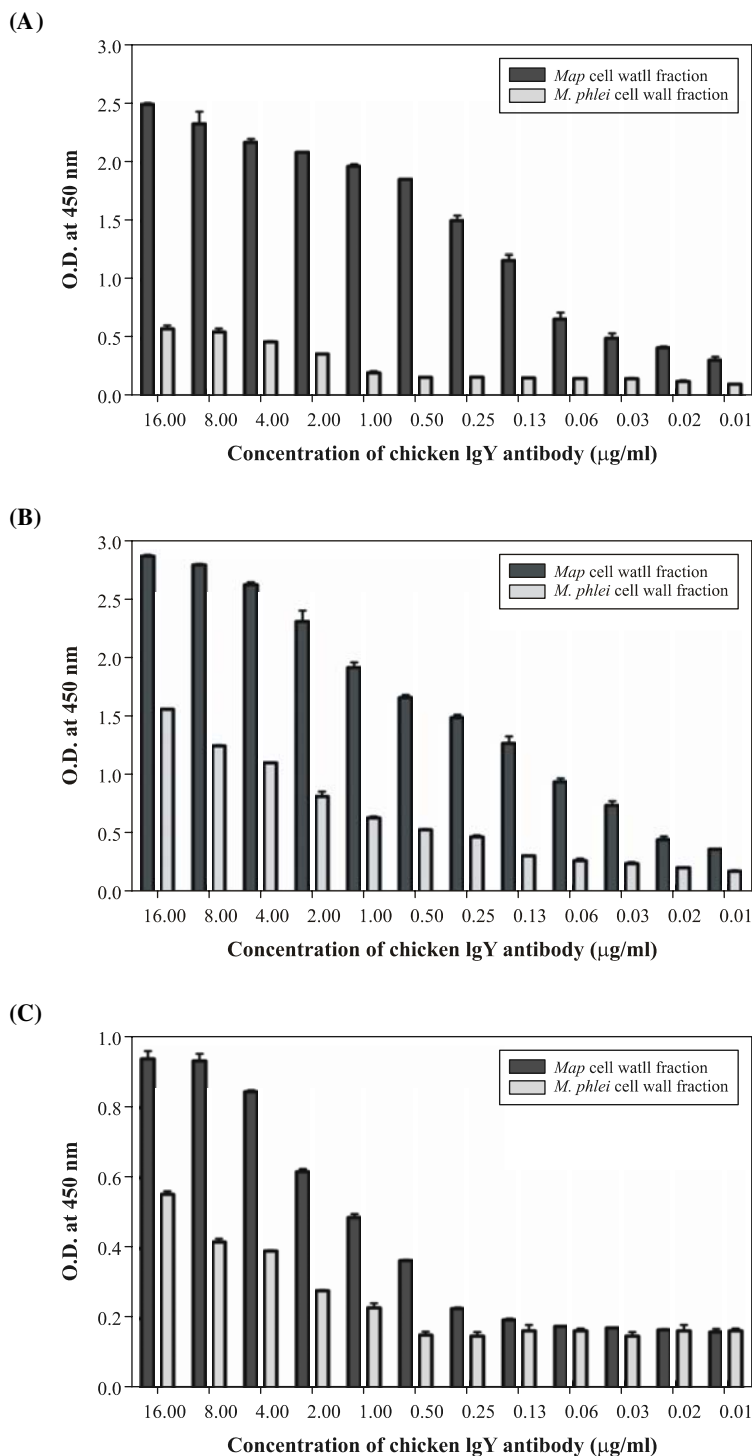 (A)
3.0
2.5
2.0
1.5
1.0
0.5
0.0
O.D. at 450 nm
Map cell watll fraction
M. phlei cell wall fraction
16.00 8.00 4.00 2.00 1.00 0.50 0.25 0.13 0.06 0.03 0.02 0.01
Concentration of chicken lgY antibody (μg/ml)
(B)
3.0
2.5
2.0
1.5
1.0
0.5
0.0
O.D. at 450 nm
Map cell watll fraction
M. phlei cell wall fraction
16.00 8.00 4.00 2.00 1.00 0.50 0.25 0.13 0.06 0.03 0.02 0.01
Concentration of chicken lgY antibody (μg/ml)
(C)
1.0
0.8
0.6
0.4
0.2
0.0
O.D. at 450 nm
Map cell watll fraction
M. phlei cell wall fraction
16.00 8.00 4.00 2.00 1.00 0.50 0.25 0.13 0.06 0.03 0.02 0.01
Concentration of chicken lgY antibody (μg/ml)